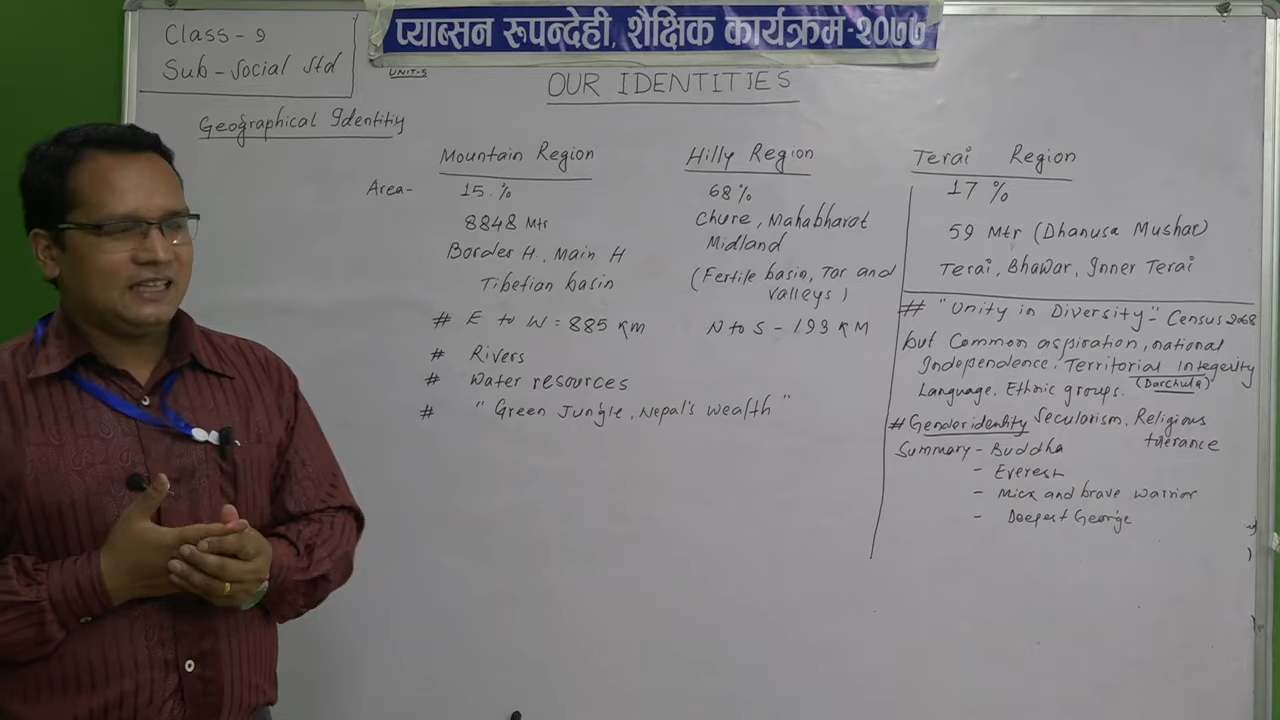 प्याब्सन रुपन्देही, शैक्षिक कार्यक्रम-२०७७
Class - 9
Sub - Social Std
UNIT-5
OUR IDENTITIES
Geographical Identity
Mountain Region
Area- 15 %
8848 Mtr
Border H., Main H
Tibetian basin
# E to W = 885 KM
# Rivers
# Water resources
# " Green Jungle, Nepal's wealth "
Hilly Region
68%
Chure, Mahabharat
Midland
(Fertile basin, Tar and
valleys)
N to S - 193 KM
Terai Region
17 %
59 Mtr (Dhanusa Mushar)
Terai, Bhawar, Inner Terai
# "Unity in Diversity" - Census 2068
but Common aspiration, national
Independence. Territorial integerity
Language, Ethnic groups. (Darchula)
# Gender identity Secularism, Religious
tolerance
Summary - Buddha
- Everest
- and brave warrior
- Deepest George